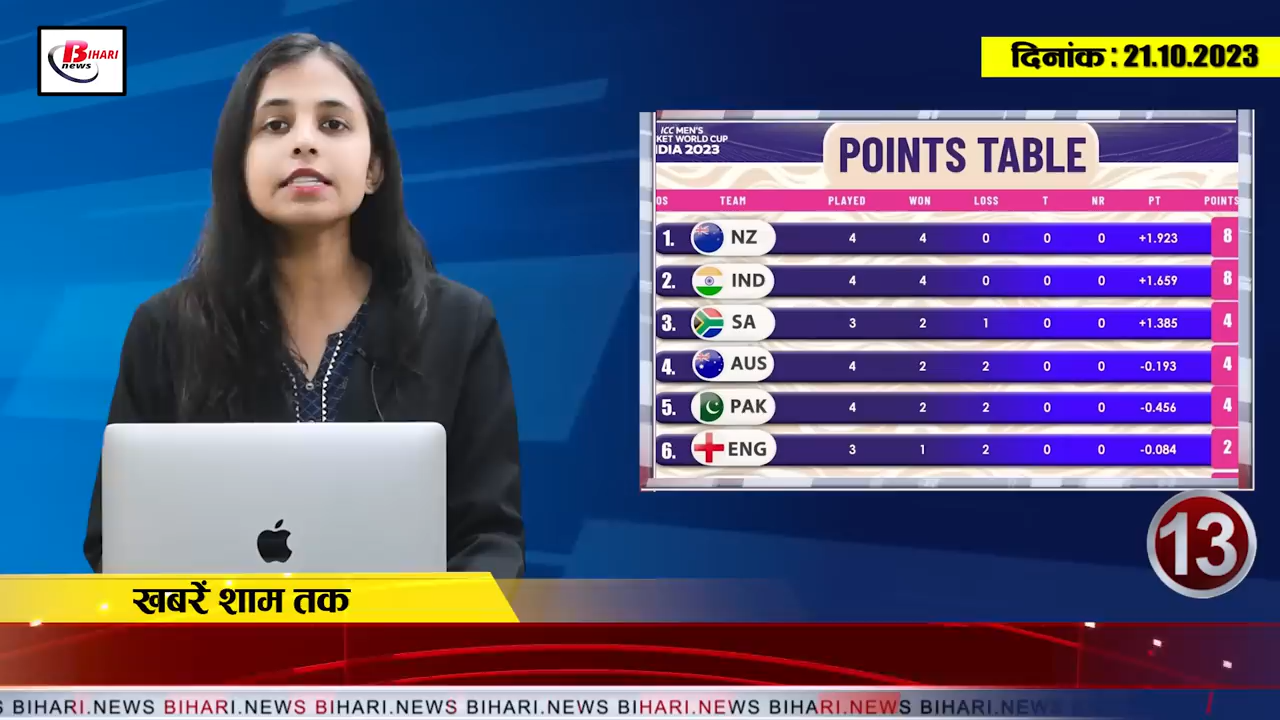 BIHARI
news
दिनांक : 21.10.2023
ICC MEN'S
KET WORLD CUP
DIA 2023
POINTS TABLE
OS TEAM PLAYED WON LOSS T NR PT POINTS
1. NZ 4 4 0 0 0 +1.923 8
2. IND 4 4 0 0 0 +1.659 8
3. SA 3 2 1 0 0 +1.385 4
4. AUS 4 2 2 0 0 -0.193 4
5. PAK 4 2 2 0 0 -0.456 4
6. ENG 3 1 2 0 0 -0.084 2
13
खबरें शाम तक
S BIHARI.NEWS BIHARI.NEWS BIHARI.NEWS BIHARI.NEWS BIHARI.NEWS BIHARI.NEWS BIHARI.NEWS BIHARI.NEWS